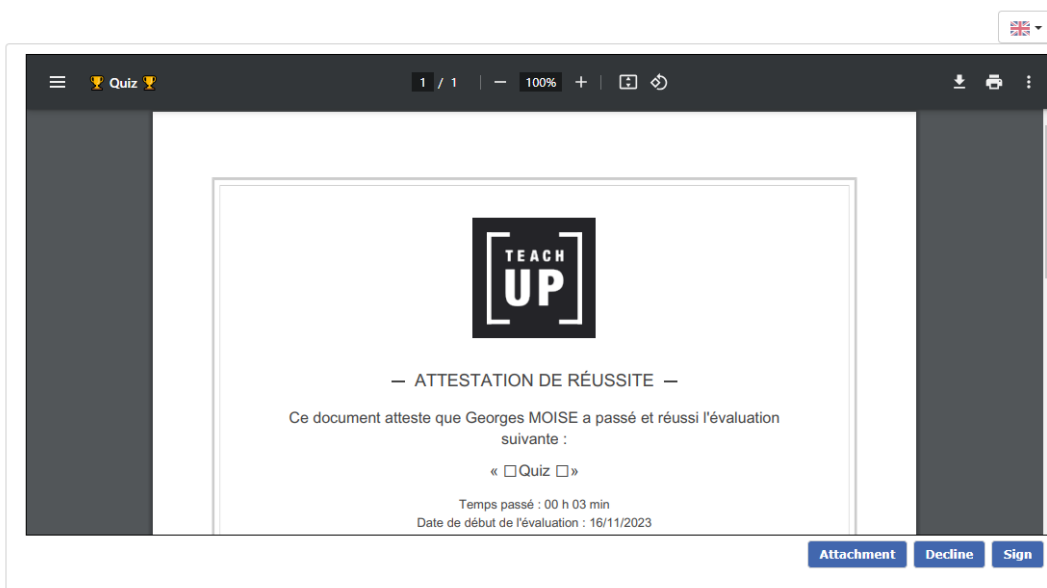 🏆 Quiz 🏆
1 / 1
100%
TEACH
UP
— ATTESTATION DE RÉUSSITE —
Ce document atteste que Georges MOISE a passé et réussi l'évaluation
suivante :
« ☐Quiz ☐»
Temps passé : 00 h 03 min
Date de début de l'évaluation : 16/11/2023
Attachment
Decline
Sign